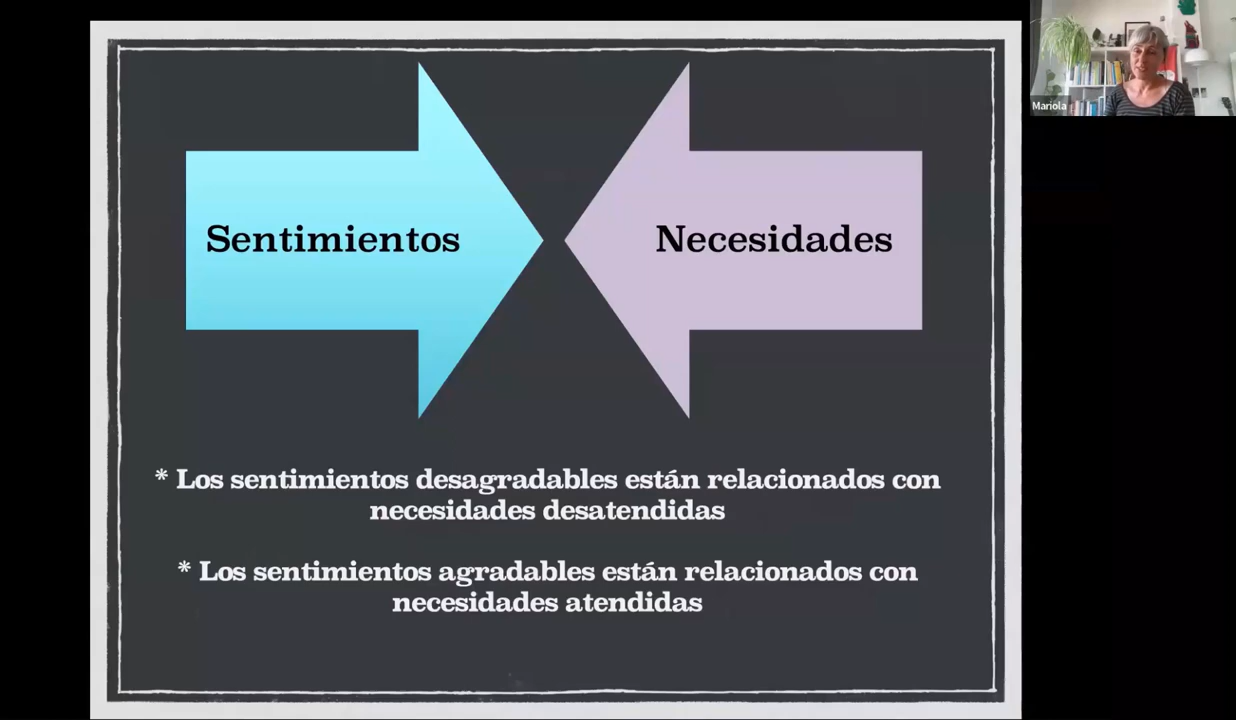 Sentimientos
Necesidades
* Los sentimientos desagradables están relacionados con
necesidades desatendidas
* Los sentimientos agradables están relacionados con
necesidades atendidas
Mariola